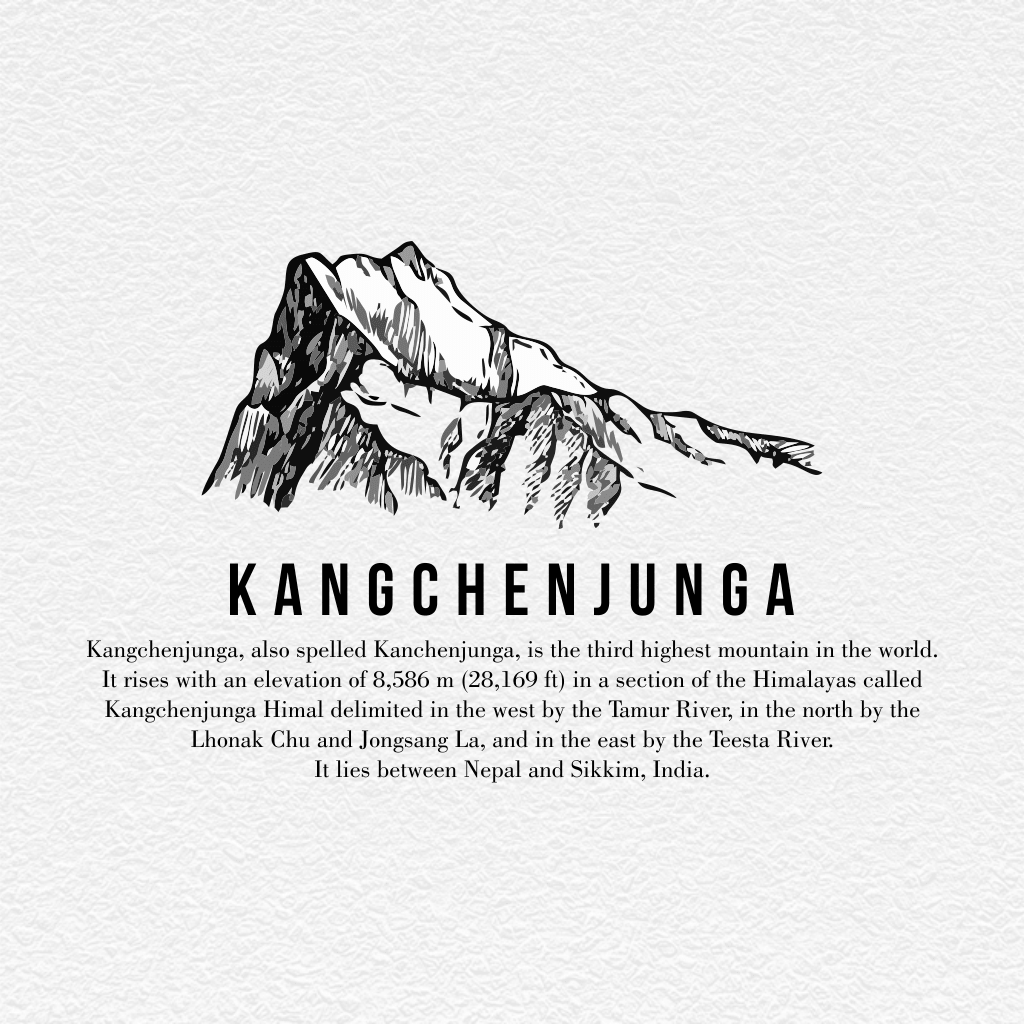 KANGCHENJUNGA
Kangchenjunga, also spelled Kanchenjunga, is the third highest mountain in the world.
It rises with an elevation of 8,586 m (28,169 ft) in a section of the Himalayas called
Kangchenjunga Himal delimited in the west by the Tamur River, in the north by the
Lhonak Chu and Jongsang La, and in the east by the Teesta River.
It lies between Nepal and Sikkim, India.